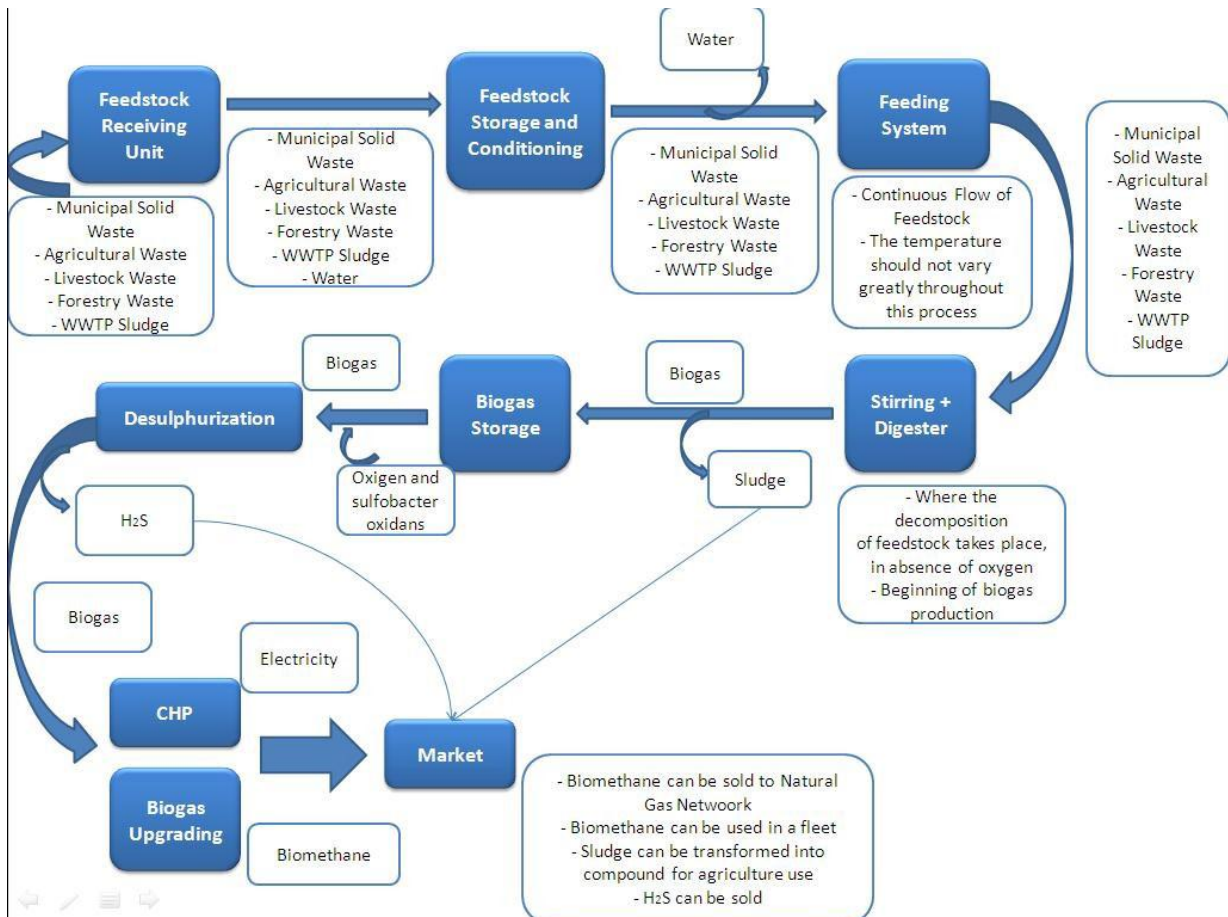 Feedstock
Receiving
Unit
- Municipal Solid
Waste
- Agricultural Waste
- Livestock Waste
- Forestry Waste
- WWTP Sludge
- Municipal Solid
Waste
- Agricultural Waste
- Livestock Waste
- Forestry Waste
- WWTP Sludge
- Water
Feedstock
Storage and
Conditioning
Water
- Municipal Solid
Waste
- Agricultural Waste
- Livestock Waste
- Forestry Waste
- WWTP Sludge
Feeding
System
- Continuous Flow of
Feedstock
- The temperature
should not vary
greatly throughout
this process
- Municipal
Solid Waste
- Agricultural
Waste
- Livestock
Waste
- Forestry
Waste
- WWTP
Sludge
Stirring +
Digester
- Where the
decomposition
of feedstock takes place,
in absence of oxygen
- Beginning of biogas
production
Biogas
Sludge
Biogas
Storage
Biogas
Oxigen and
sulfobacter
oxidans
Desulphurization
H2S
Biogas
CHP
Electricity
Biogas
Upgrading
Biomethane
Market
- Biomethane can be sold to Natural
Gas Netwoork
- Biomethane can be used in a fleet
- Sludge can be transformed into
compound for agriculture use
- H2S can be sold